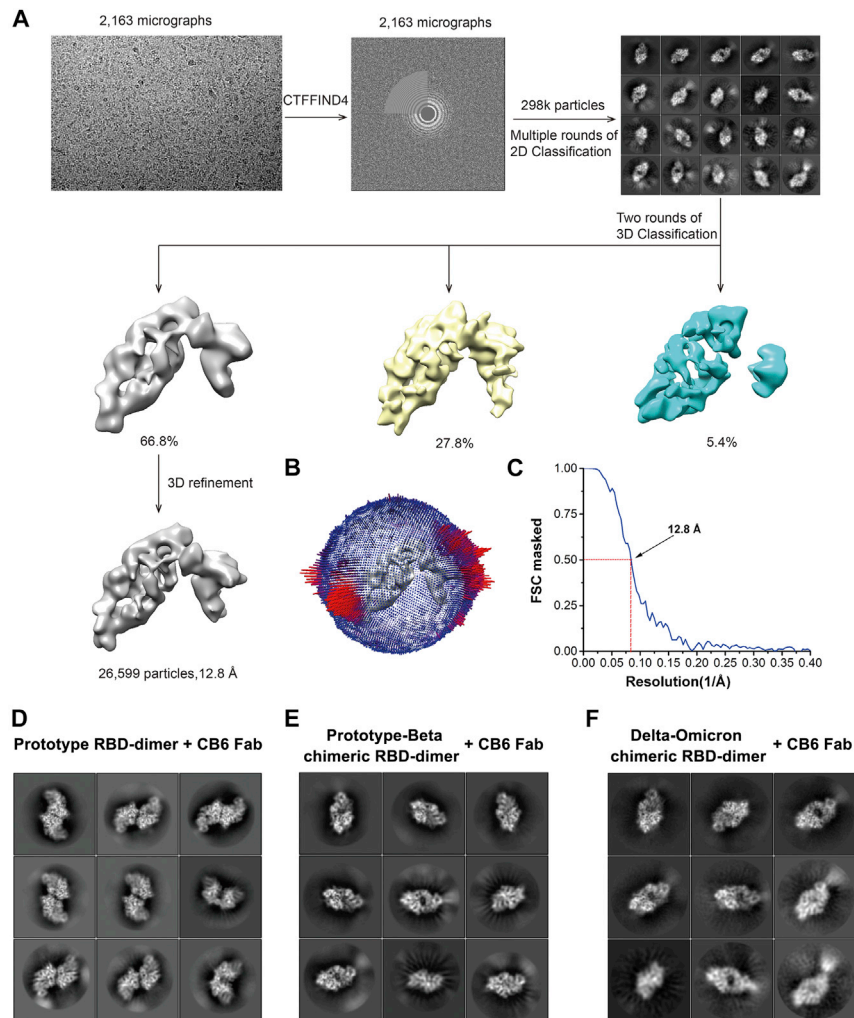 A
2,163 micrographs
2,163 micrographs
CTFFIND4
298k particles
Multiple rounds of
2D Classification
Two rounds of
3D Classification
66.8%
27.8%
5.4%
3D refinement
26,599 particles,12.8 Å
B
C
1.00
0.75
0.50
0.25
0
FSC masked
12.8 Å
0.00 0.05 0.10 0.15 0.20 0.25 0.30 0.35 0.40
Resolution(1/Å)
D
Prototype RBD-dimer + CB6 Fab
E
Prototype-Beta
chimeric RBD-dimer + CB6 Fab
F
Delta-Omicron
chimeric RBD-dimer + CB6 Fab